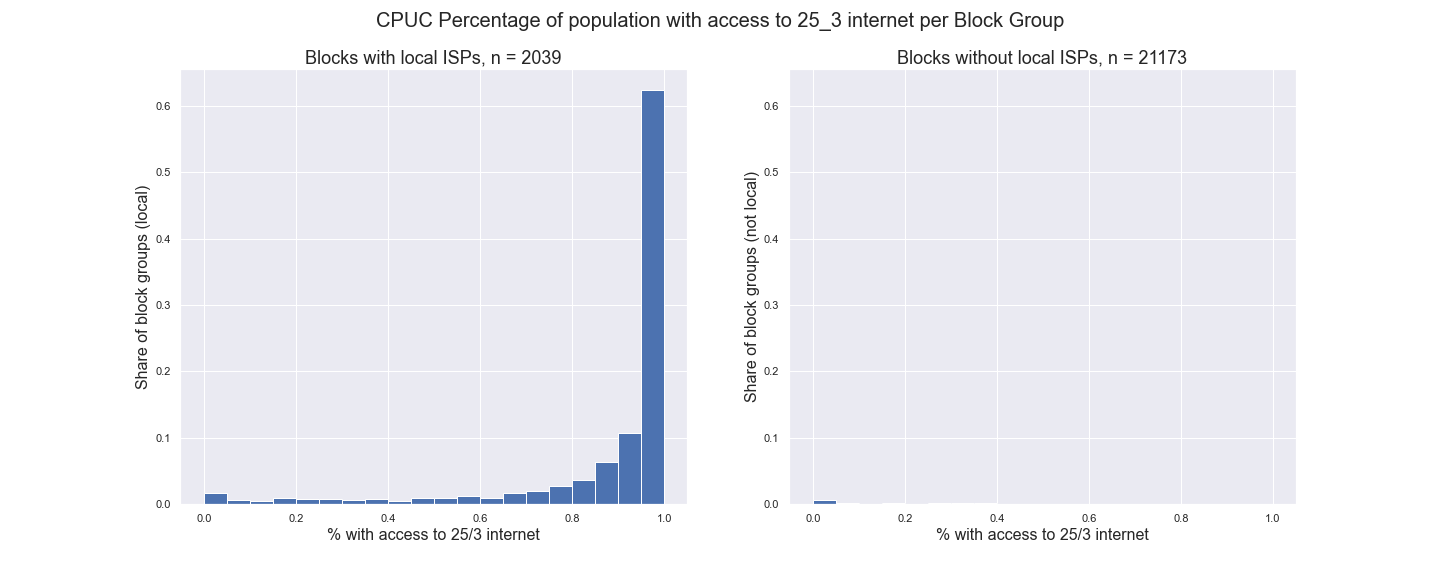 CPUC Percentage of population with access to 25_3 internet per Block Group
Blocks with local ISPs, n = 2039
Share of block groups (local)
0.6
0.5
0.4
0.3
0.2
0.1
0.0
0.0 0.2 0.4 0.6 0.8 1.0
% with access to 25/3 internet
Blocks without local ISPs, n = 21173
Share of block groups (not local)
0.6
0.5
0.4
0.3
0.2
0.1
0.0
0.0 0.2 0.4 0.6 0.8 1.0
% with access to 25/3 internet